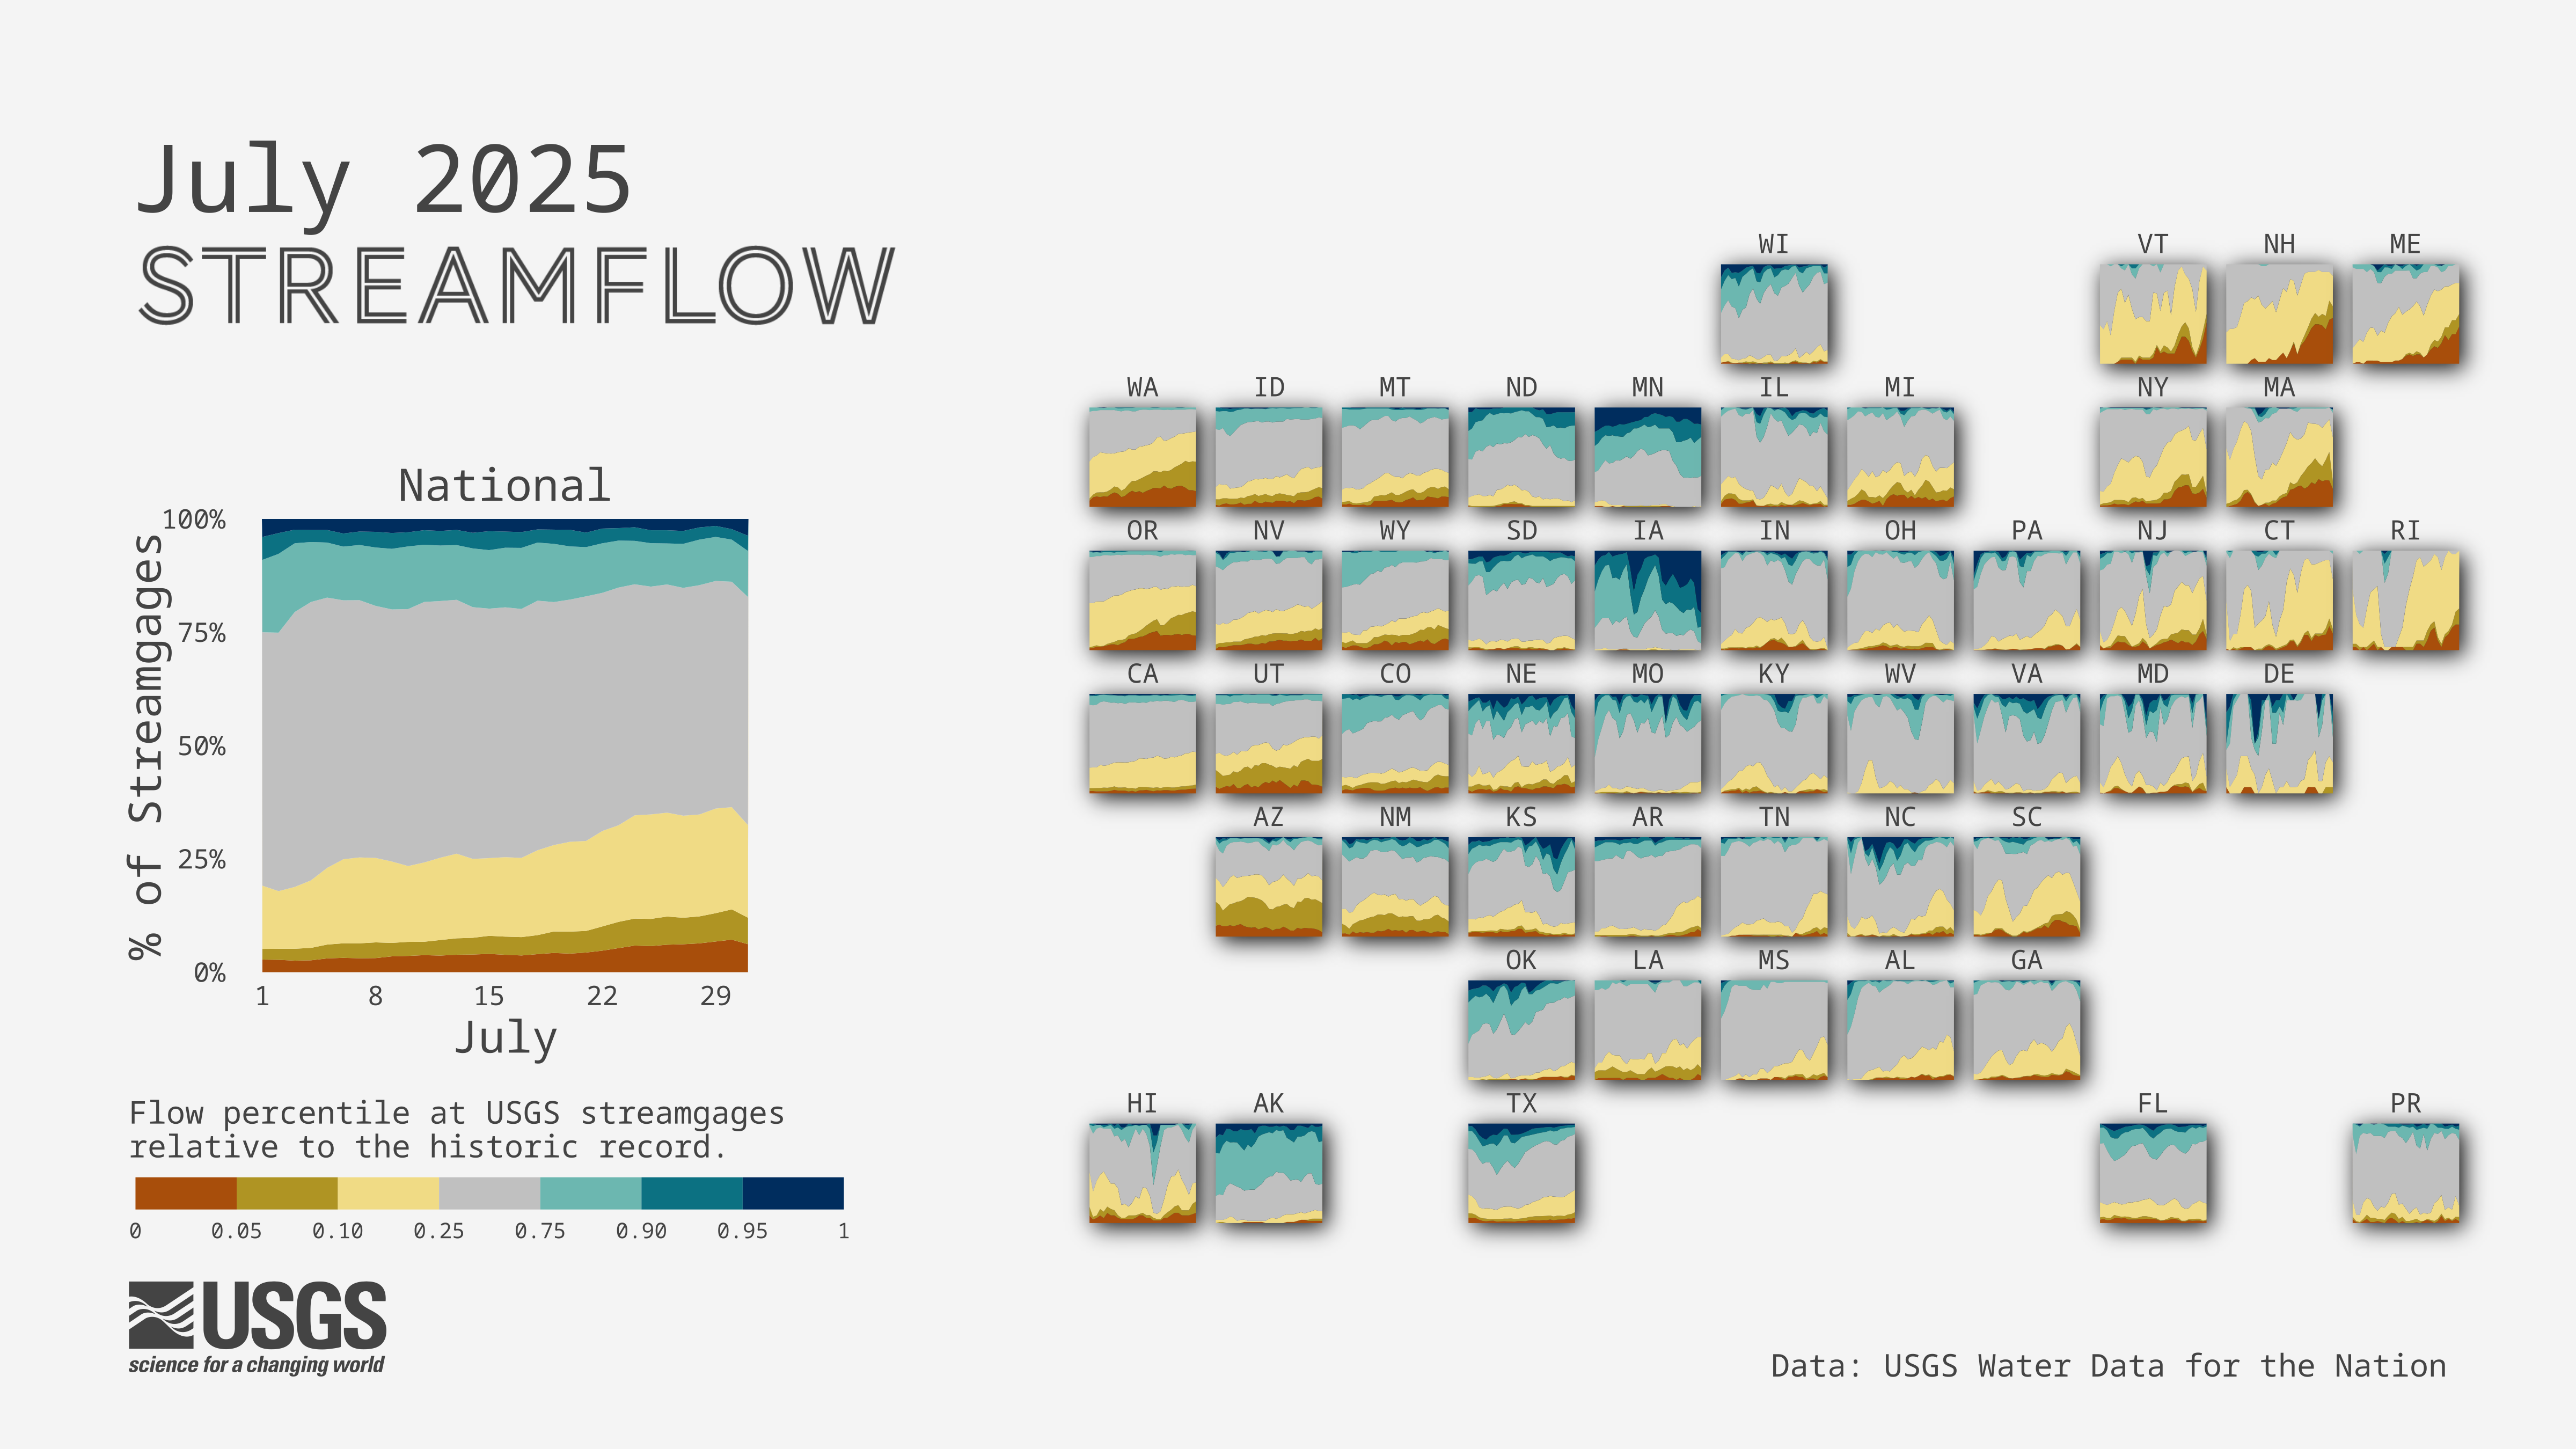 July 2025
STREAMFLOW
National
100%
75%
50%
25%
0%
% of Streamgages
1 8 15 22 29
July
Flow percentile at USGS streamgages
relative to the historic record.
0 0.05 0.10 0.25 0.75 0.90 0.95 1
USGS
science for a changing world
WI VT NH ME
WA ID MT ND MN IL MI NY MA
OR NV WY SD IA IN OH PA NJ CT RI
CA UT CO NE MO KY WV VA MD DE
AZ NM KS AR TN NC SC
OK LA MS AL GA
HI AK TX FL PR
Data: USGS Water Data for the Nation